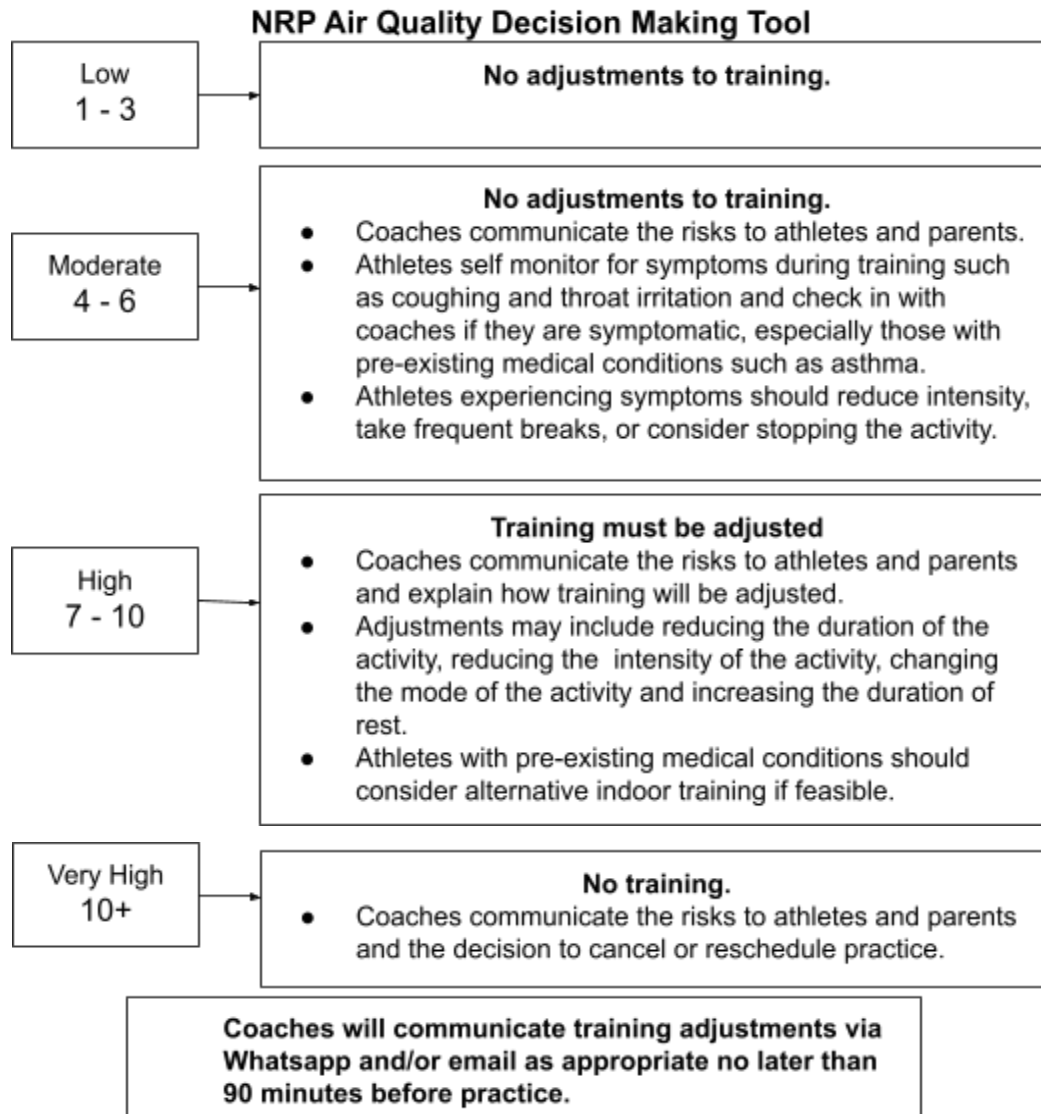 NRP Air Quality Decision Making Tool
Low
1 - 3
No adjustments to training.
Moderate
4 - 6
No adjustments to training.
● Coaches communicate the risks to athletes and parents.
● Athletes self monitor for symptoms during training such
as coughing and throat irritation and check in with
coaches if they are symptomatic, especially those with
pre-existing medical conditions such as asthma.
● Athletes experiencing symptoms should reduce intensity,
take frequent breaks, or consider stopping the activity.
High
7 - 10
Training must be adjusted
● Coaches communicate the risks to athletes and parents
and explain how training will be adjusted.
● Adjustments may include reducing the duration of the
activity, reducing the  intensity of the activity, changing
the mode of the activity and increasing the duration of
rest.
● Athletes with pre-existing medical conditions should
consider alternative indoor training if feasible.
Very High
10+
No training.
● Coaches communicate the risks to athletes and parents
and the decision to cancel or reschedule practice.
Coaches will communicate training adjustments via
Whatsapp and/or email as appropriate no later than
90 minutes before practice.